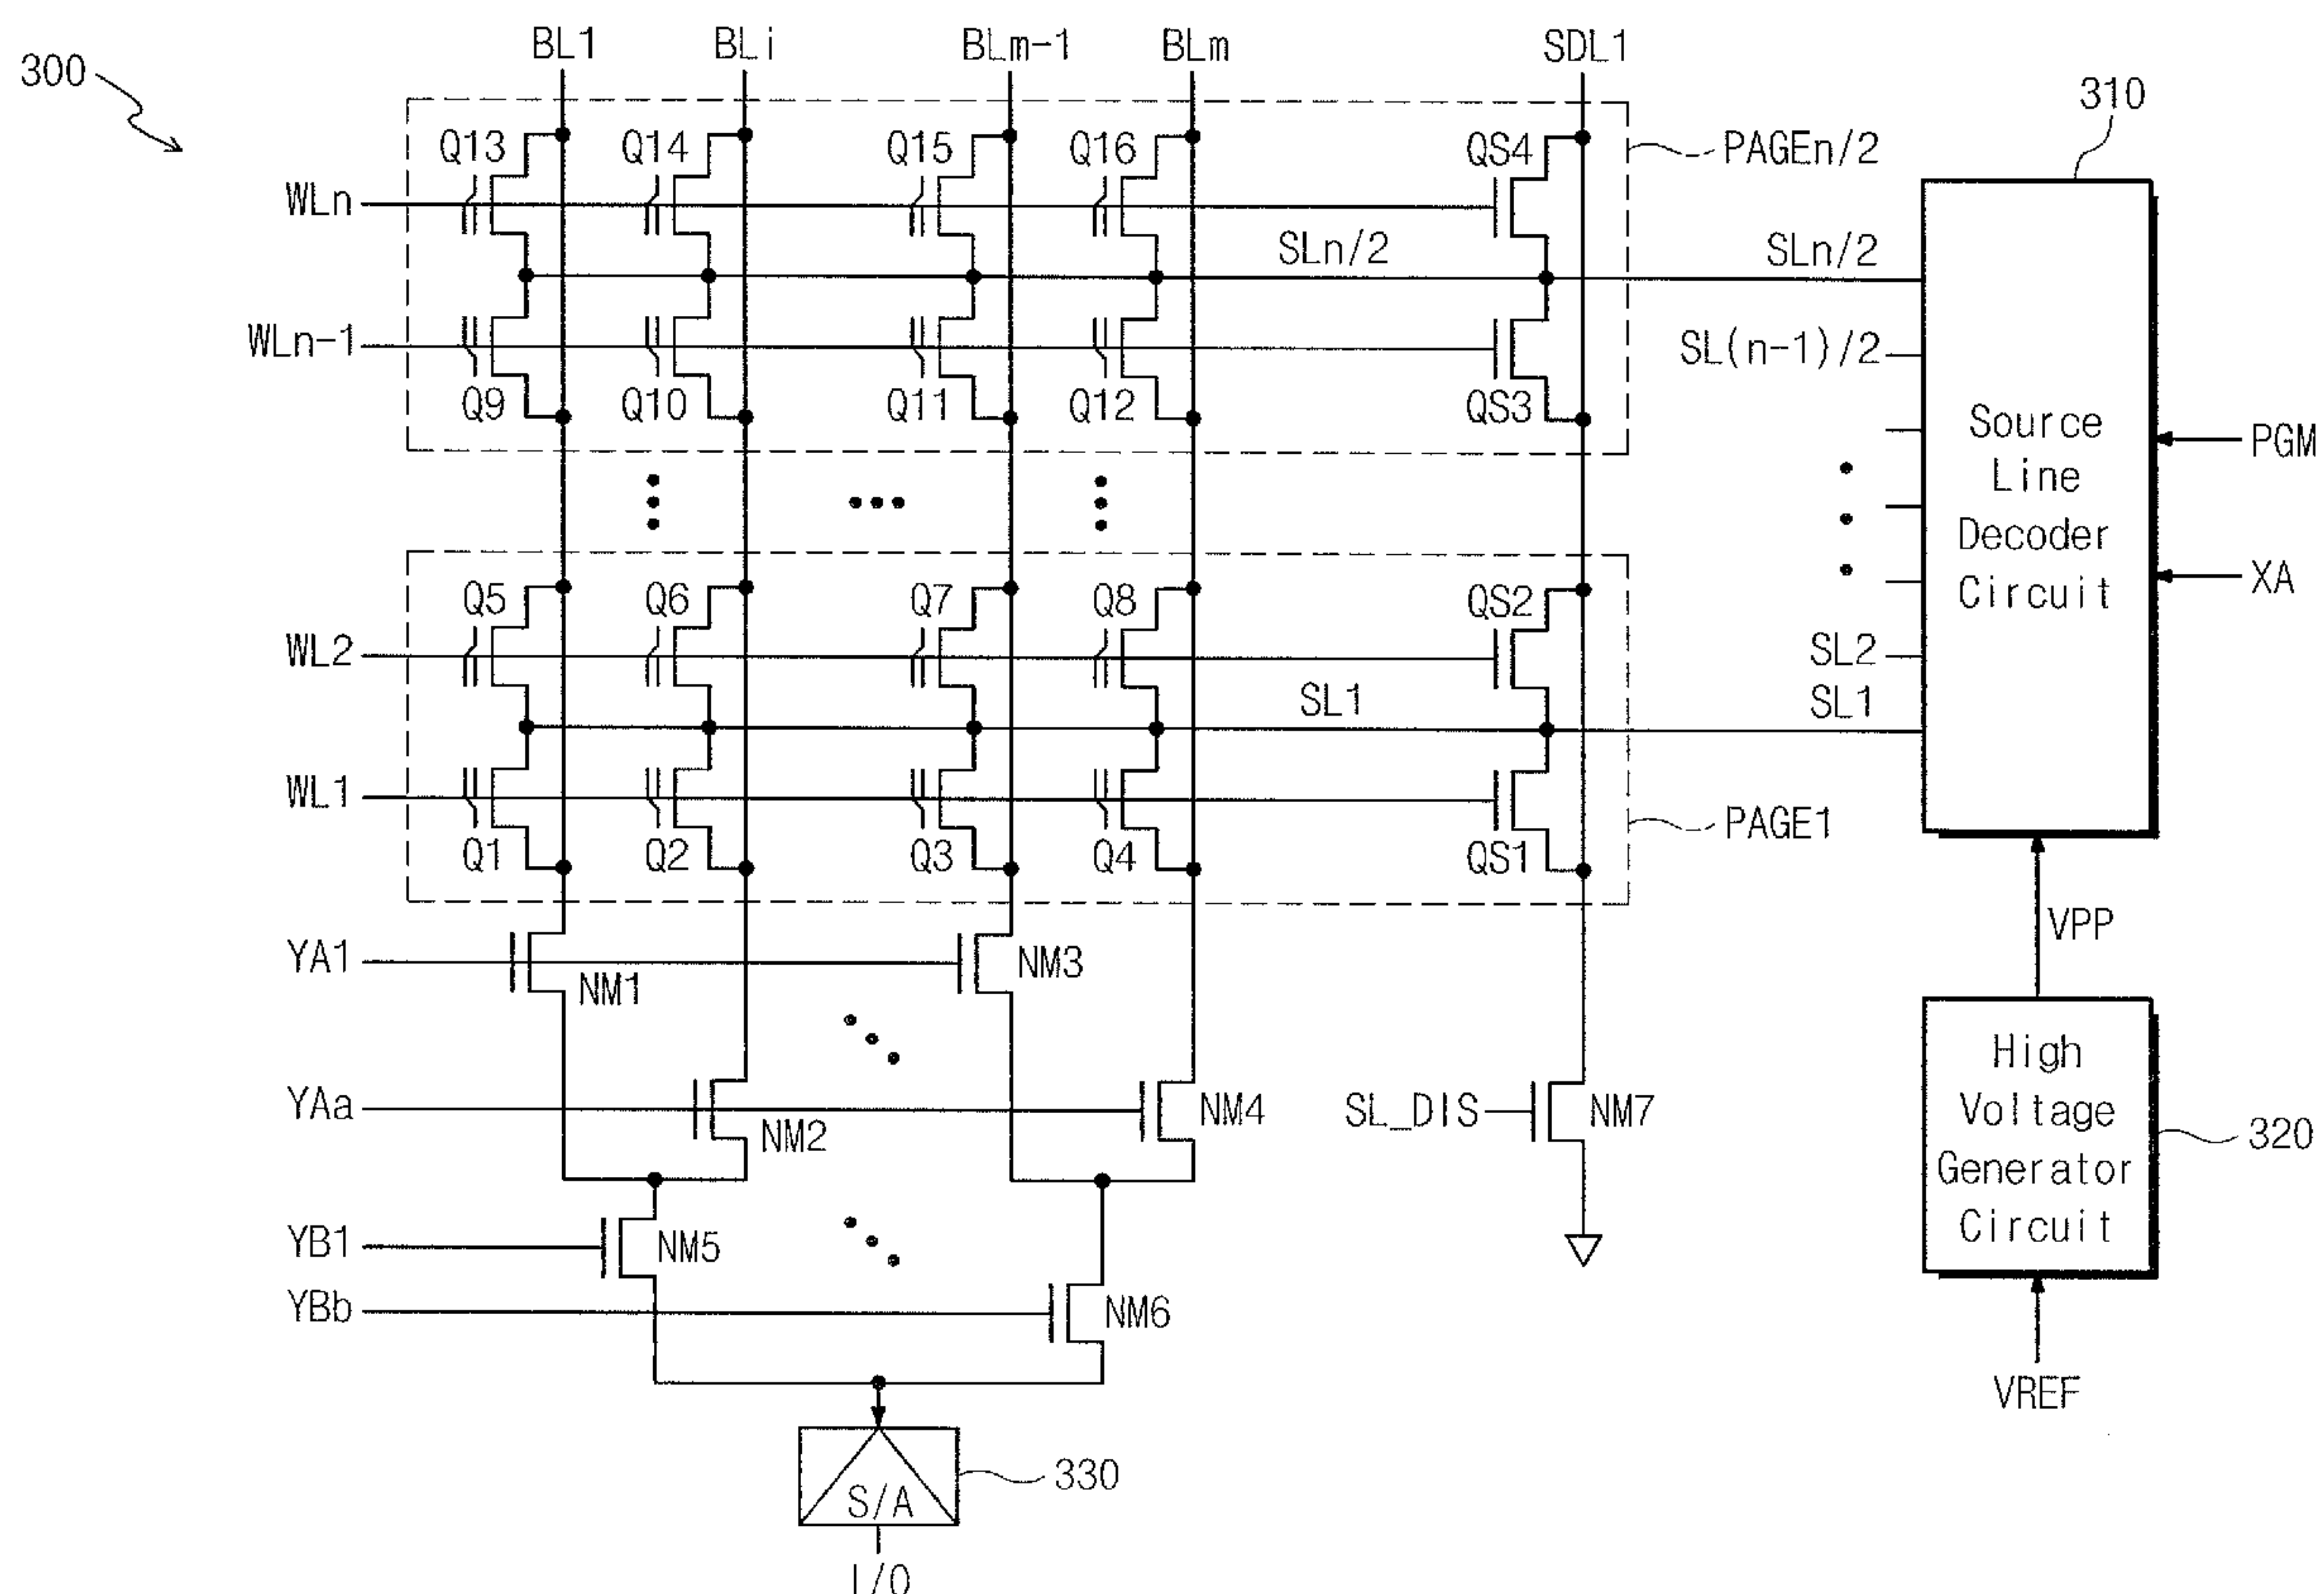 300
BL1
BLi
BLm-1
BLm
SDL1
310
Q13
Q14
Q15
Q16
QS4
PAGEn/2
WLn
SLn/2
SLn/2
WLn-1
SL(n-1)/2
Q9
Q10
Q11
Q12
QS3
Source
Line
Decoder
Circuit
PGM
XA
Q5
Q6
Q7
Q8
QS2
WL2
SL2
SL1
SL1
WL1
PAGE1
Q1
Q2
Q3
Q4
QS1
VPP
YA1
NM1
NM3
High
Voltage
Generator
Circuit
320
YAa
NM2
NM4
SL_DIS
NM7
YB1
NM5
YBb
NM6
VREF
S/A
330
I/O